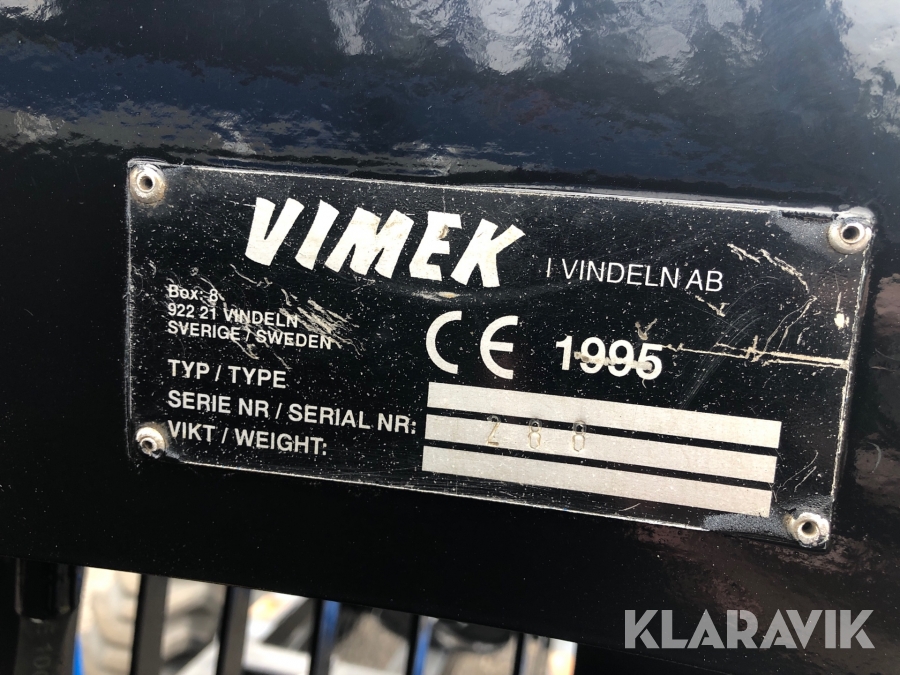 VIMEK I VINDELN AB
Box: 8
922 21 VINDELN
SVERIGE / SWEDEN
CE 1995
TYP / TYPE
SERIE NR / SERIAL NR: 288
VIKT / WEIGHT:
KLARAVIK